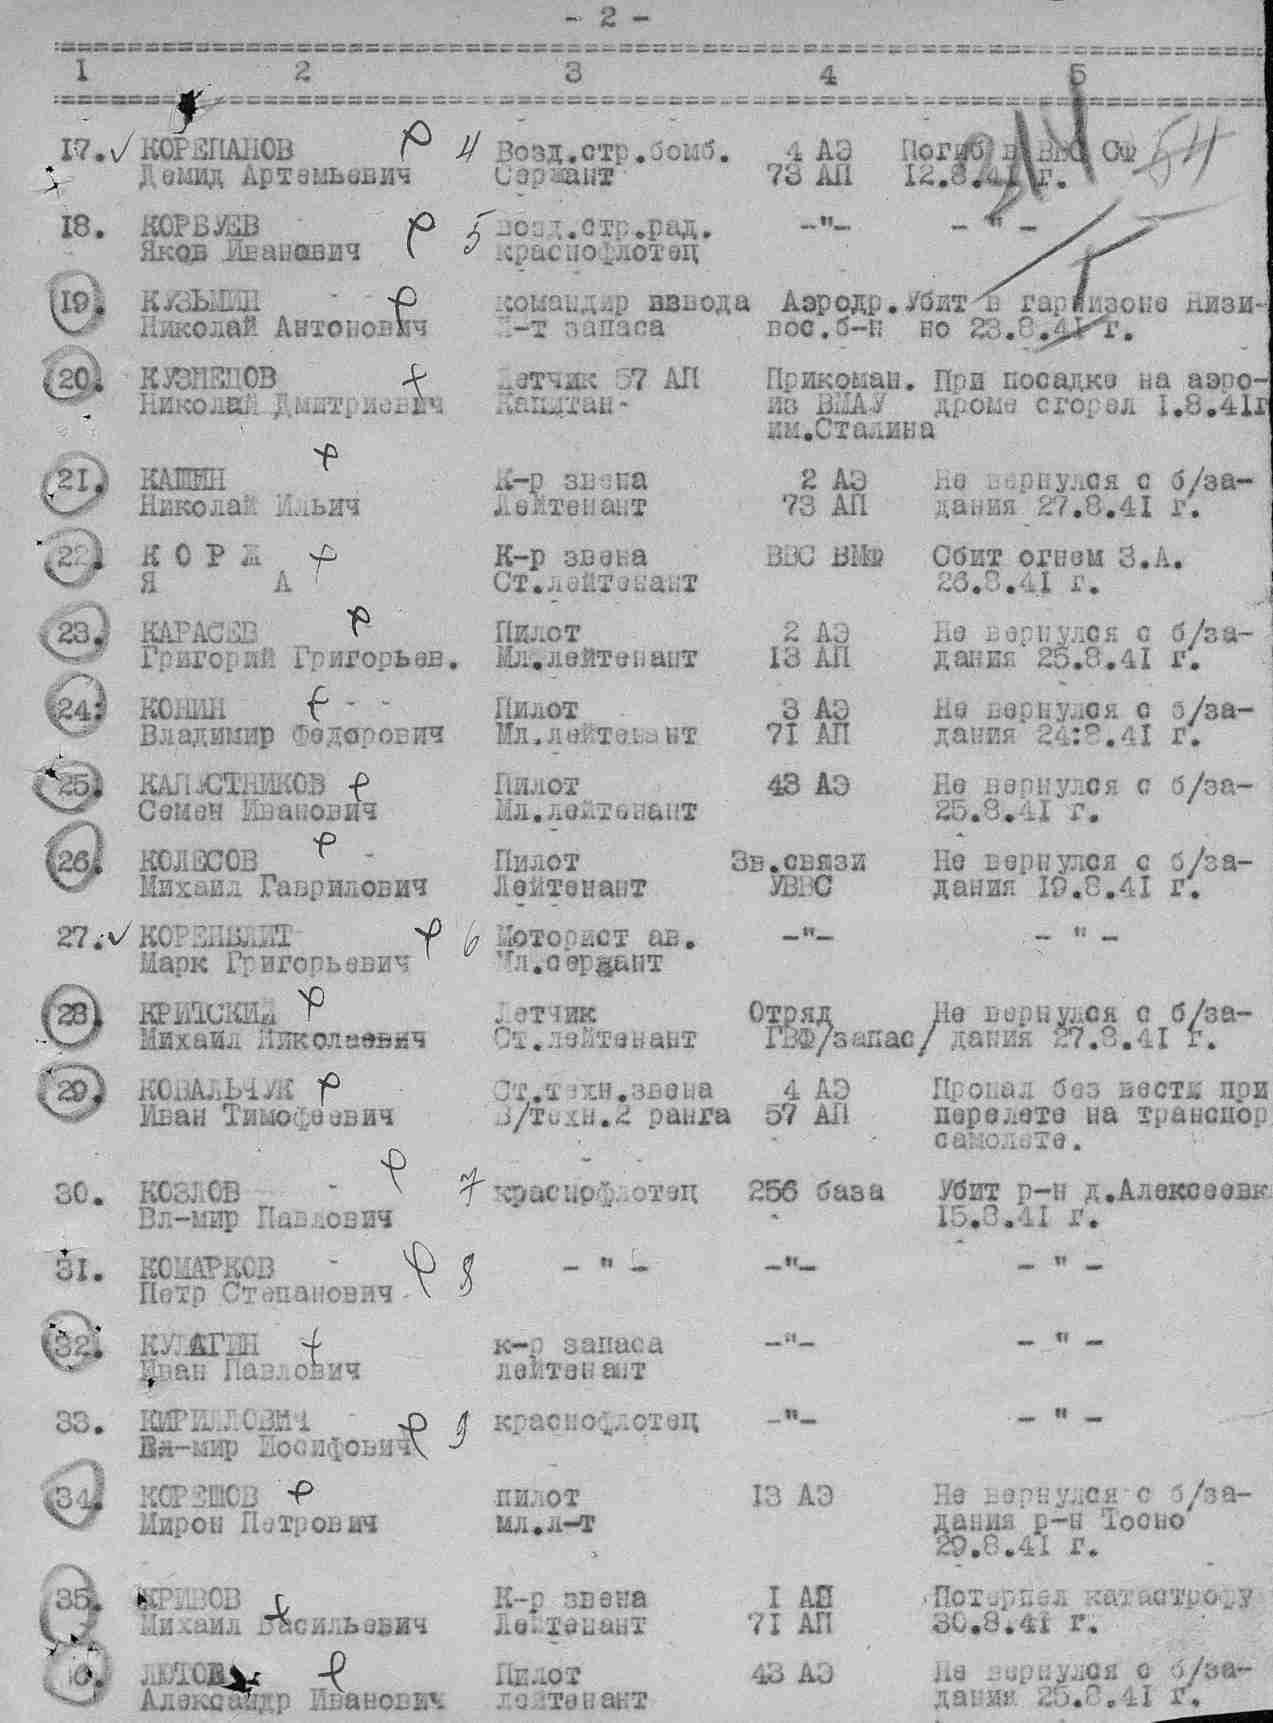 - 2 -
I 2 3 4 5
17. КОРЕПАНОВ 4 Возд.стр.бомб. 4 АЭ Погиб в ВВС СФ
Демид Артемьевич Сержант 73 АП 12.8.41 г.
18. КОРБУЕВ 5 возд.стр.рад. -"- - " -
Яков Иванович краснофлотец
19. КУЗЬМИН командир взвода Аэродр. Убит в гарнизоне Низи-
Николай Антонович Л-т запаса вос.б-н но 23.8.41 г.
20. КУЗНЕЦОВ Летчик 57 АП Прикоман. При посадке на аэро-
Николай Дмитриевич Капитан- из ВМАУ дроме сгорел 1.8.41г
им.Сталина
21. КАШИН К-р звена 2 АЭ Не вернулся с б/за-
Николай Ильич Лейтенант 73 АП дания 27.8.41 г.
22. К О Р Ж К-р звена ВВС ВМФ Сбит огнем З.А.
Я А Ст.лейтенант 26.8.41 г.
23. КАРАСЕВ Пилот 2 АЭ Не вернулся с б/за-
Григорий Григорьев. Мл.лейтенант 13 АП дания 25.8.41 г.
24. КОНИН Пилот 3 АЭ Не вернулся с б/за-
Владимир Федорович Мл.лейтенант 71 АП дания 24:8.41 г.
25. КАПУСТНИКОВ Пилот 43 АЭ Не вернулся с б/за-
Семен Иванович Мл.лейтенант 25.8.41 г.
26. КОЛЕСОВ Пилот Зв.связи Не вернулся с б/за-
Михаил Гаврилович Лейтенант УВВС дания 19.8.41 г.
27. КОРЕНБЛИТ 6 Моторист ав. -"- - " -
Марк Григорьевич Мл.сержант
28. КРИТСКИЙ Летчик Отряд Не вернулся с б/за-
Михаил Николаевич Ст.лейтенант ГВФ/запас/ дания 27.8.41 г.
29. КОВАЛЬЧУК Ст.техн.звена 4 АЭ Пропал без вести при
Иван Тимофеевич В/техн.2 ранга 57 АП перелете на транспор
самолете.
30. КОЗЛОВ 7 краснофлотец 256 база Убит р-н д.Алексеевк
Вл-мир Павлович 15.8.41 г.
31. КОМАРКОВ 8 - " - -"- - " -
Петр Степанович
32. КУЛАГИН к-р запаса -"- - " -
Иван Павлович лейтенант
33. КИРИЛЛОВИЧ 9 краснофлотец -"- - " -
Вл-мир Иосифович
34. КОРЕШОВ пилот 13 АЭ Не вернулся с б/за-
Мирон Петрович мл.л-т дания р-н Тосно
29.8.41 г.
35. КРИВОВ К-р звена I АЭ Потерпел катастрофу
Михаил Васильевич Лейтенант 71 АП 30.8.41 г.
ЛЮТОВ Пилот 43 АЭ Не вернулся с б/за-
Александр Иванович лейтенант дания 25.8.41 г.